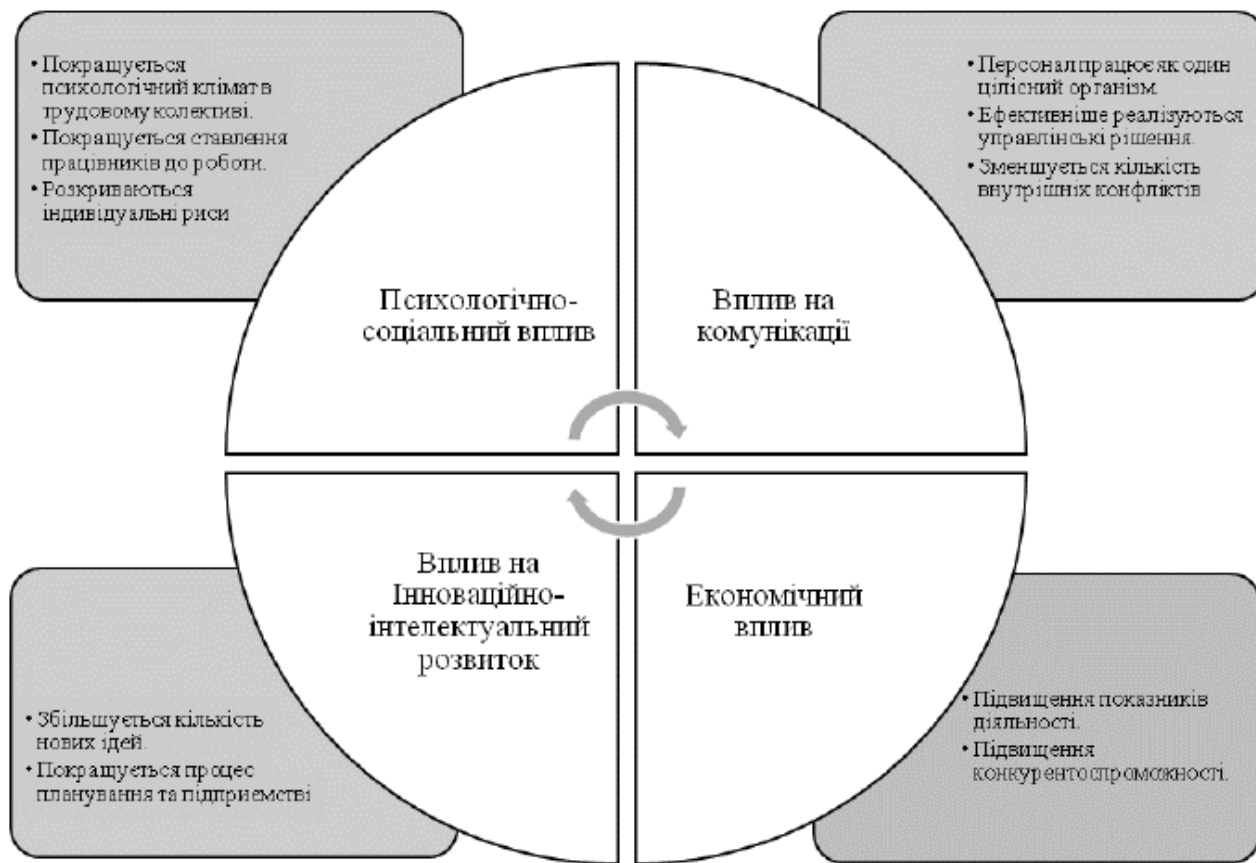 • Покращується
психологічний клімат в
трудовому колективі.
• Покращується ставлення
працівників до роботи.
• Розкриваються
індивідуальні риси
• Персонал працює як один
цілісний організм.
• Ефективніше реалізуються
управлінські рішення.
• Зменшується кількість
внутрішніх конфліктів
Психологічно-
соціальний вплив
Вплив на
комунікації
Вплив на
Інноваційно-
інтелектуальний
розвиток
Економічний
вплив
• Збільшується кількість
нових ідей.
• Покращується процес
планування та підприємстві
• Підвищення показників
діяльності.
• Підвищення
конкурентоспроможності.